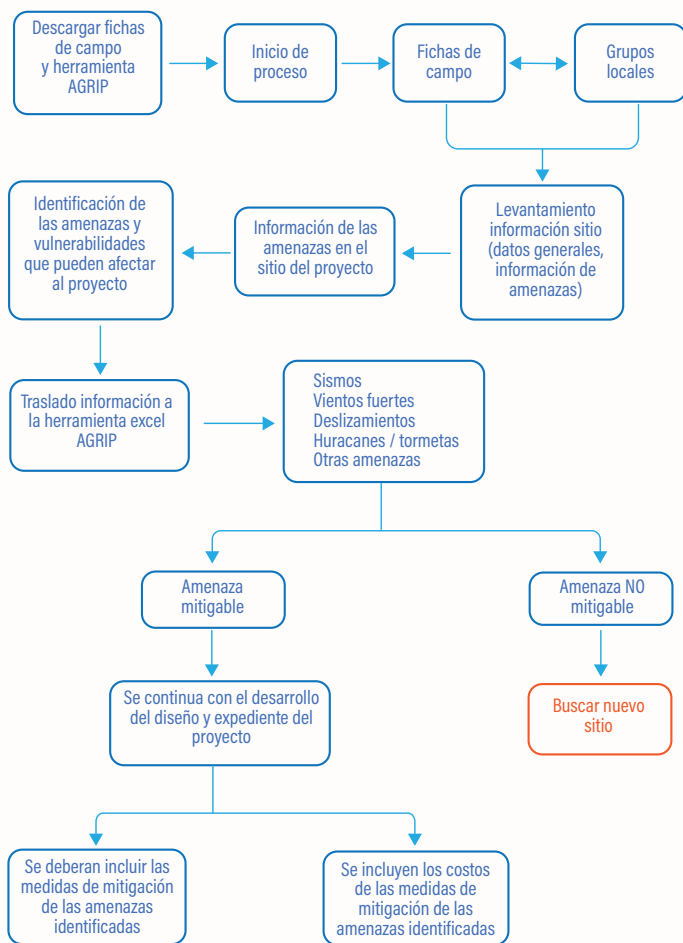 Descargar fichas
de campo
y herramienta
AGRIP
Inicio de
proceso
Fichas de
campo
Grupos
locales
Levantamiento
información sitio
(datos generales,
información de
amenazas)
Información de las
amenazas en el
sitio del proyecto
Identificación de
las amenazas y
vulnerabilidades
que pueden afectar
al proyecto
Traslado información a
la herramienta excel
AGRIP
Sismos
Vientos fuertes
Deslizamientos
Huracanes / tormetas
Otras amenazas
Amenaza
mitigable
Amenaza NO
mitigable
Se continua con el desarrollo
del diseño y expediente del
proyecto
Buscar nuevo
sitio
Se deberan incluir las
medidas de mitigación
de las amenazas
identificadas
Se incluyen los costos
de las medidas de
mitigación de las
amenazas identificadas